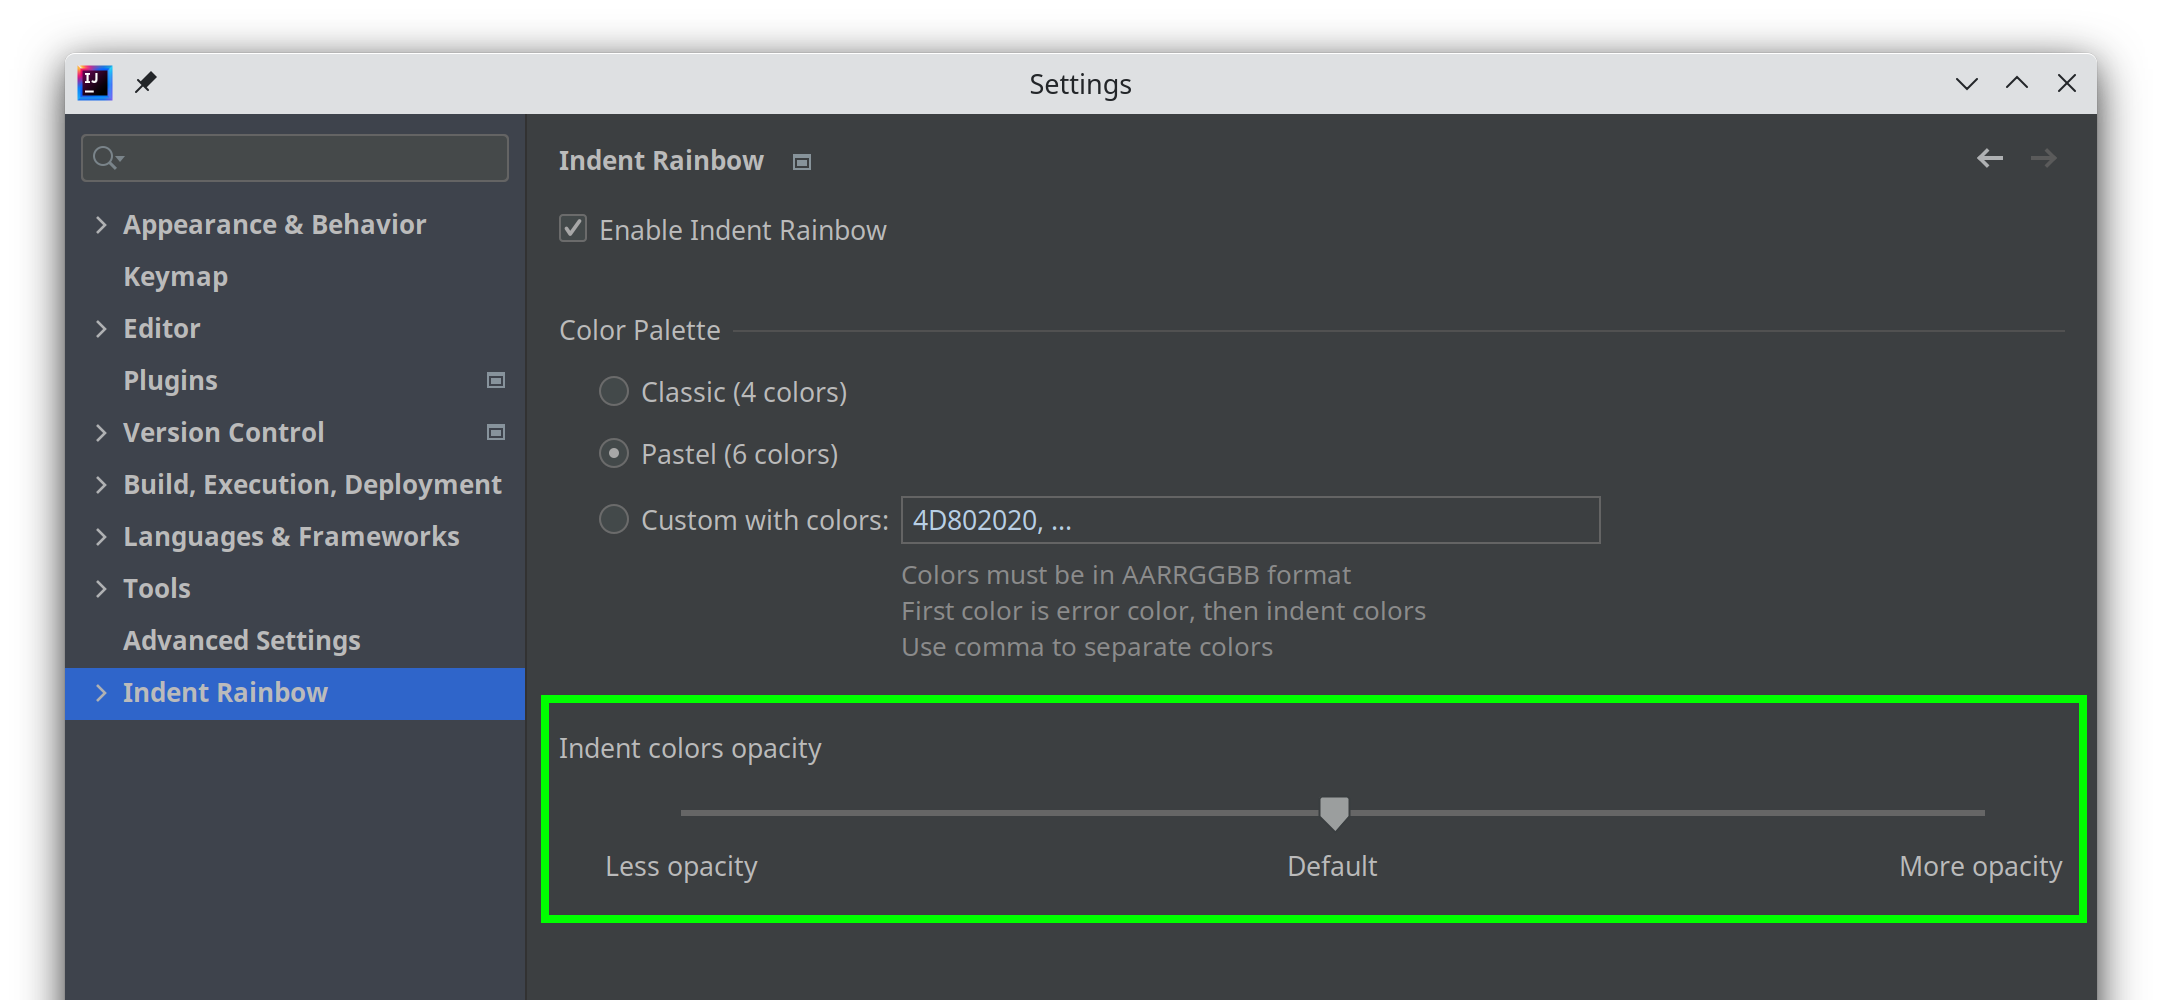 IJ
Settings
Appearance & Behavior
Keymap
Editor
Plugins
Version Control
Build, Execution, Deployment
Languages & Frameworks
Tools
Advanced Settings
Indent Rainbow
Indent Rainbow
Enable Indent Rainbow
Color Palette
Classic (4 colors)
Pastel (6 colors)
Custom with colors: 4D802020, ...
Colors must be in AARRGGBB format
First color is error color, then indent colors
Use comma to separate colors
Indent colors opacity
Less opacity Default More opacity